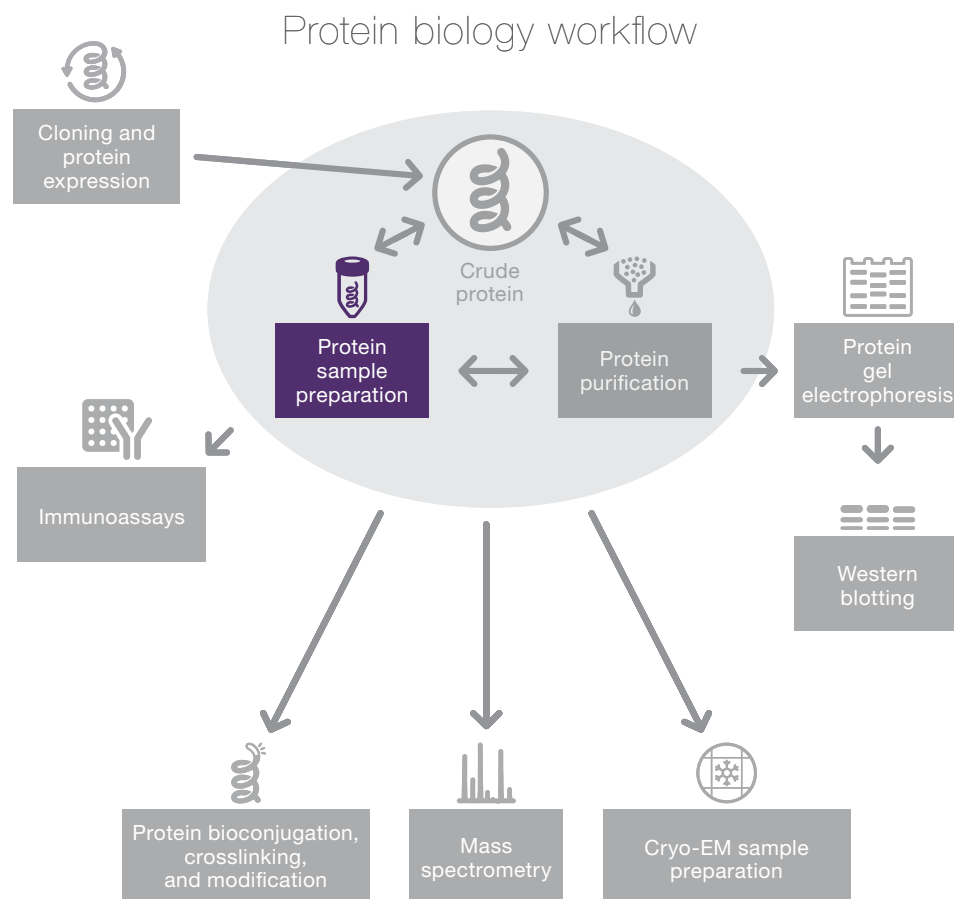 Protein biology workflow
Cloning and
protein
expression
Crude
protein
Protein
sample
preparation
Protein
purification
Protein
gel
electrophoresis
Immunoassays
Western
blotting
Protein bioconjugation,
crosslinking,
and modification
Mass
spectrometry
Cryo-EM sample
preparation